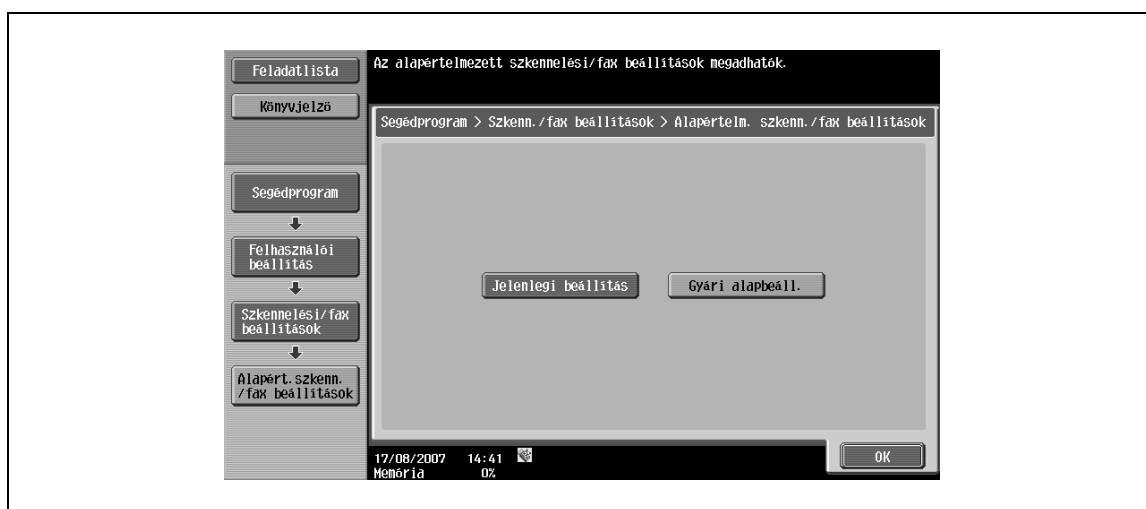 Feladatlista
Az alapértelmezett szkennelési/fax beállítások megadhatók.
Könyvjelző
Segédprogram > Szkenn./fax beállítások > Alapértelm. szkenn./fax beállítások
Segédprogram
Felhasználói
beállítás
Szkennelési/fax
beállítások
Alapért.szkenn.
/fax beállítások
Jelenlegi beállítás
Gyári alapbeáll.
17/08/2007 14:41
Memória 0%
OK